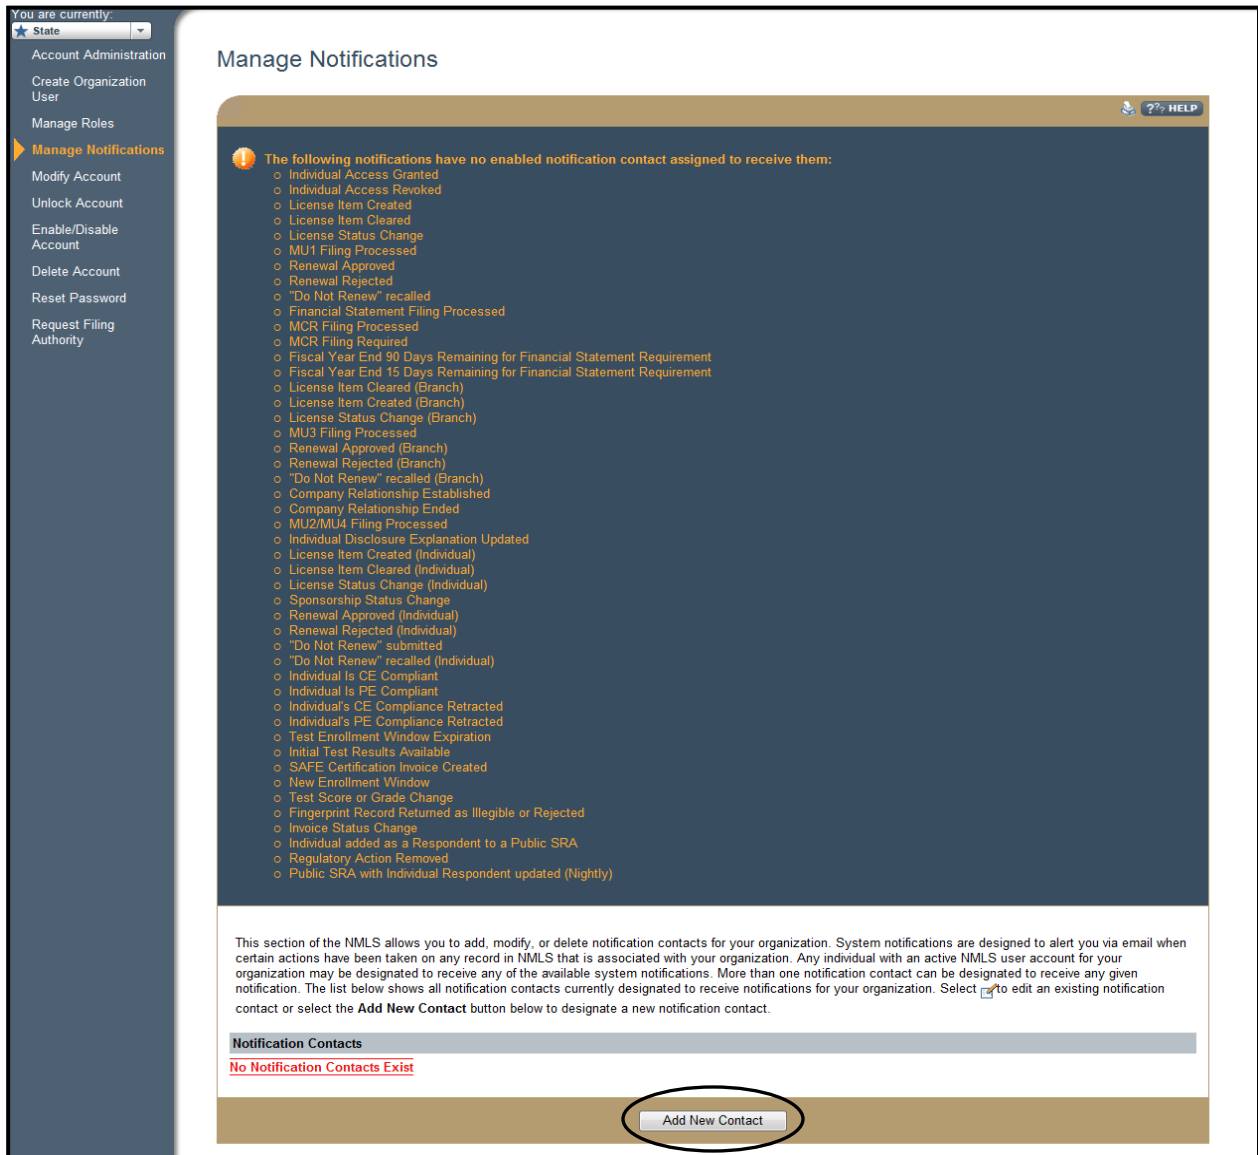 You are currently:
State
Account Administration
Create Organization
User
Manage Roles
Manage Notifications
Modify Account
Unlock Account
Enable/Disable
Account
Delete Account
Reset Password
Request Filing
Authority
Manage Notifications
??? HELP
The following notifications have no enabled notification contact assigned to receive them:
Individual Access Granted
Individual Access Revoked
License Item Created
License Item Cleared
License Status Change
MU1 Filing Processed
Renewal Approved
Renewal Rejected
"Do Not Renew" recalled
Financial Statement Filing Processed
MCR Filing Processed
MCR Filing Required
Fiscal Year End 90 Days Remaining for Financial Statement Requirement
Fiscal Year End 15 Days Remaining for Financial Statement Requirement
License Item Cleared (Branch)
License Item Created (Branch)
License Status Change (Branch)
MU3 Filing Processed
Renewal Approved (Branch)
Renewal Rejected (Branch)
"Do Not Renew" recalled (Branch)
Company Relationship Established
Company Relationship Ended
MU2/MU4 Filing Processed
Individual Disclosure Explanation Updated
License Item Created (Individual)
License Item Cleared (Individual)
License Status Change (Individual)
Sponsorship Status Change
Renewal Approved (Individual)
Renewal Rejected (Individual)
"Do Not Renew" submitted
"Do Not Renew" recalled (Individual)
Individual Is CE Compliant
Individual Is PE Compliant
Individual's CE Compliance Retracted
Individual's PE Compliance Retracted
Test Enrollment Window Expiration
Initial Test Results Available
SAFE Certification Invoice Created
New Enrollment Window
Test Score or Grade Change
Fingerprint Record Returned as Illegible or Rejected
Invoice Status Change
Individual added as a Respondent to a Public SRA
Regulatory Action Removed
Public SRA with Individual Respondent updated (Nightly)
This section of the NMLS allows you to add, modify, or delete notification contacts for your organization. System notifications are designed to alert you via email when
certain actions have been taken on any record in NMLS that is associated with your organization. Any individual with an active NMLS user account for your
organization may be designated to receive any of the available system notifications. More than one notification contact can be designated to receive any given
notification. The list below shows all notification contacts currently designated to receive notifications for your organization. Select to edit an existing notification
contact or select the Add New Contact button below to designate a new notification contact.
Notification Contacts
No Notification Contacts Exist
Add New Contact